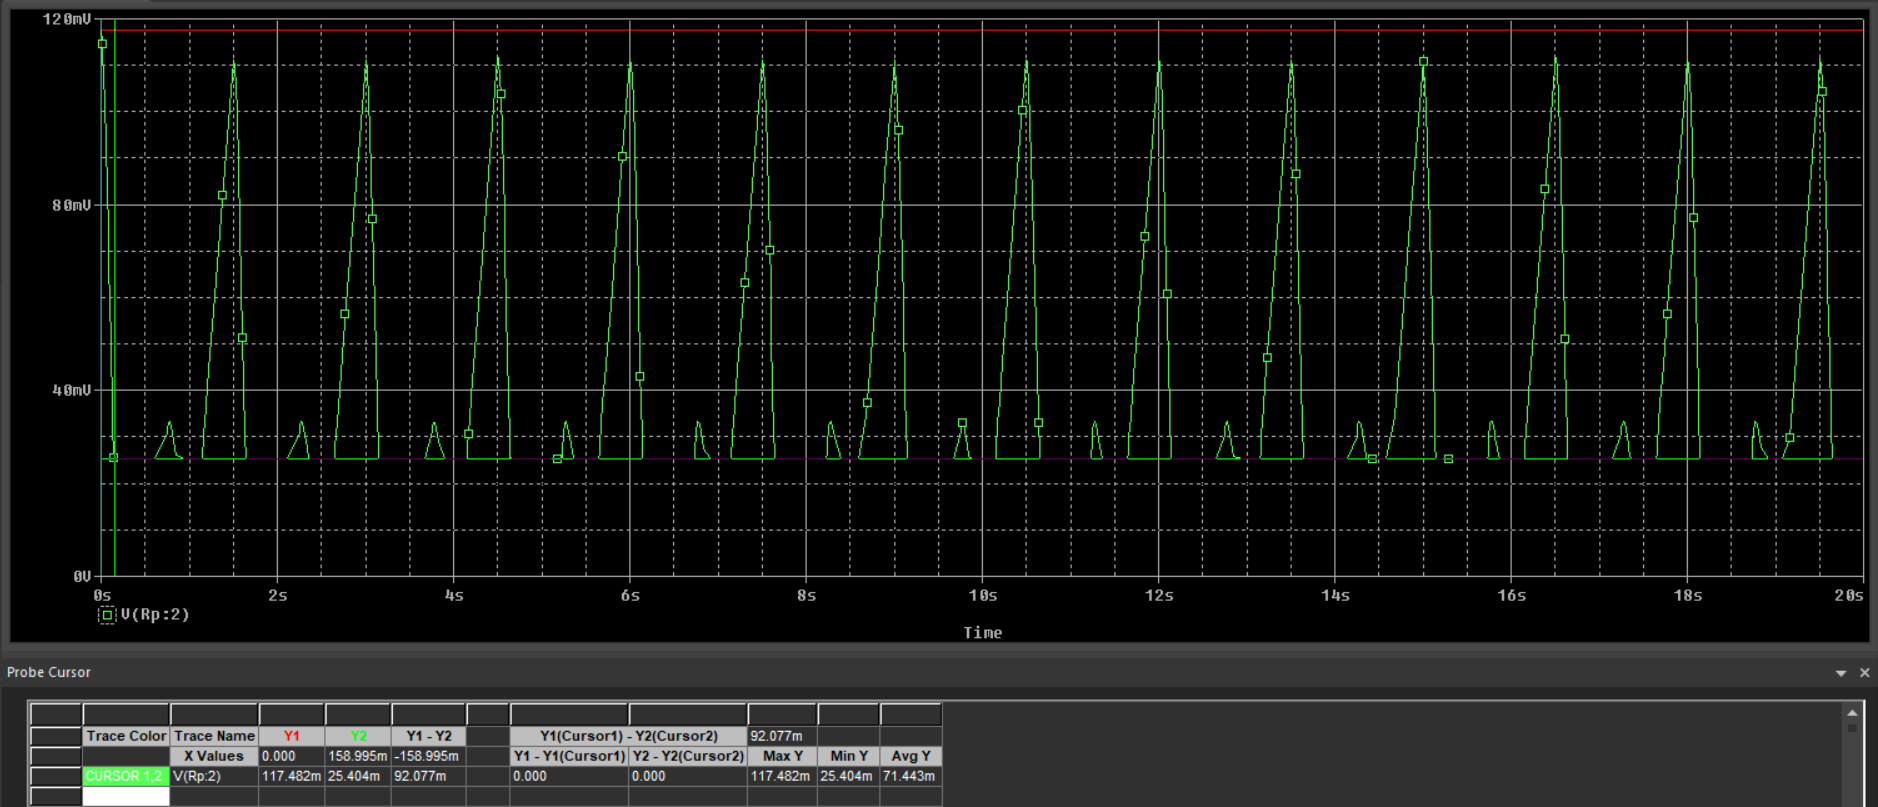 120mV
80mV
40mV
0V
0s 2s 4s 6s 8s 10s 12s 14s 16s 18s 20s
V(Rp:2)
Time
Probe Cursor
Trace Color Trace Name Y1 Y2 Y1 - Y2 Y1(Cursor1) - Y2(Cursor2) 92.077m
X Values 0.000 158.995m -158.995m Y1 - Y1(Cursor1) Y2 - Y2(Cursor2) Max Y Min Y Avg Y
CURSOR 1,2 V(Rp:2) 117.482m 25.404m 92.077m 0.000 0.000 117.482m 25.404m 71.443m